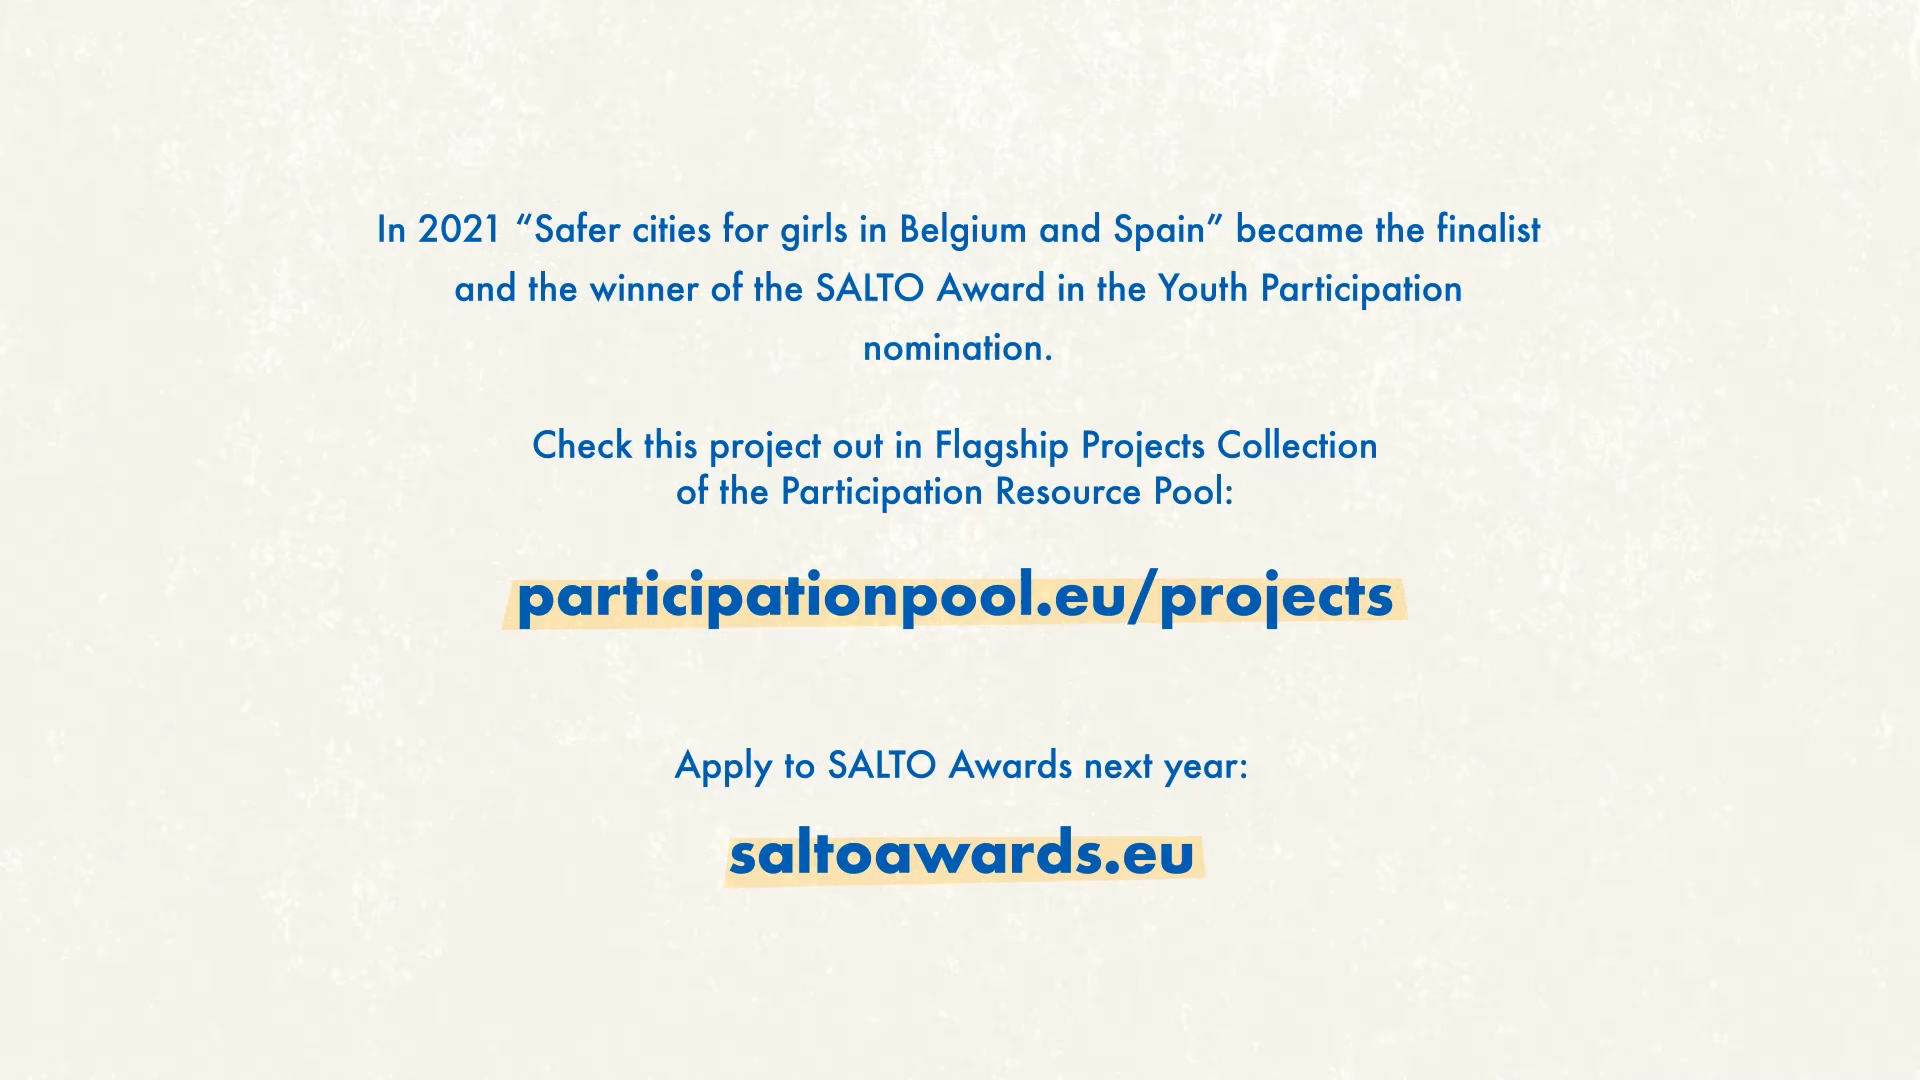 In 2021 “Safer cities for girls in Belgium and Spain” became the finalist
and the winner of the SALTO Award in the Youth Participation
nomination.
Check this project out in Flagship Projects Collection
of the Participation Resource Pool:
participationpool.eu/projects
Apply to SALTO Awards next year:
saltoawards.eu